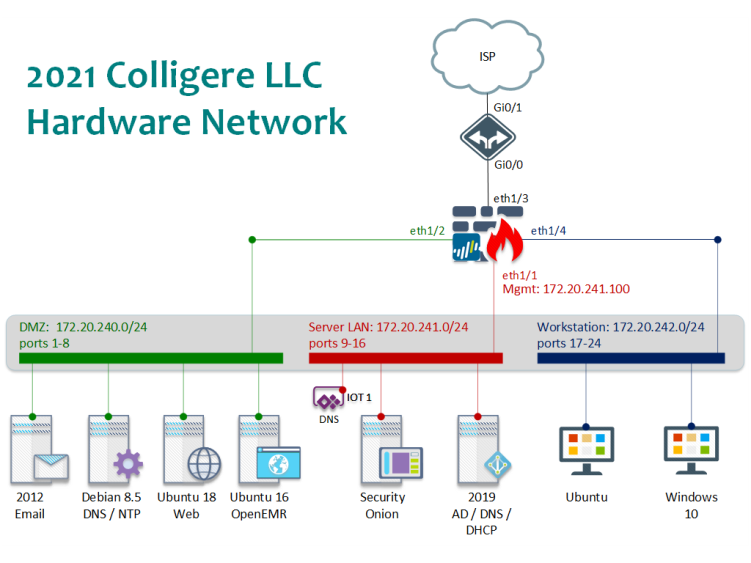 2021 Colligere LLC
Hardware Network
ISP
Gi0/1
Gi0/0
eth1/3
eth1/2
eth1/4
eth1/1
Mgmt: 172.20.241.100
DMZ: 172.20.240.0/24
ports 1-8
Server LAN: 172.20.241.0/24
ports 9-16
Workstation: 172.20.242.0/24
ports 17-24
IOT 1
DNS
2012
Email
Debian 8.5
DNS / NTP
Ubuntu 18
Web
Ubuntu 16
OpenEMR
Security
Onion
2019
AD / DNS /
DHCP
Ubuntu
Windows
10